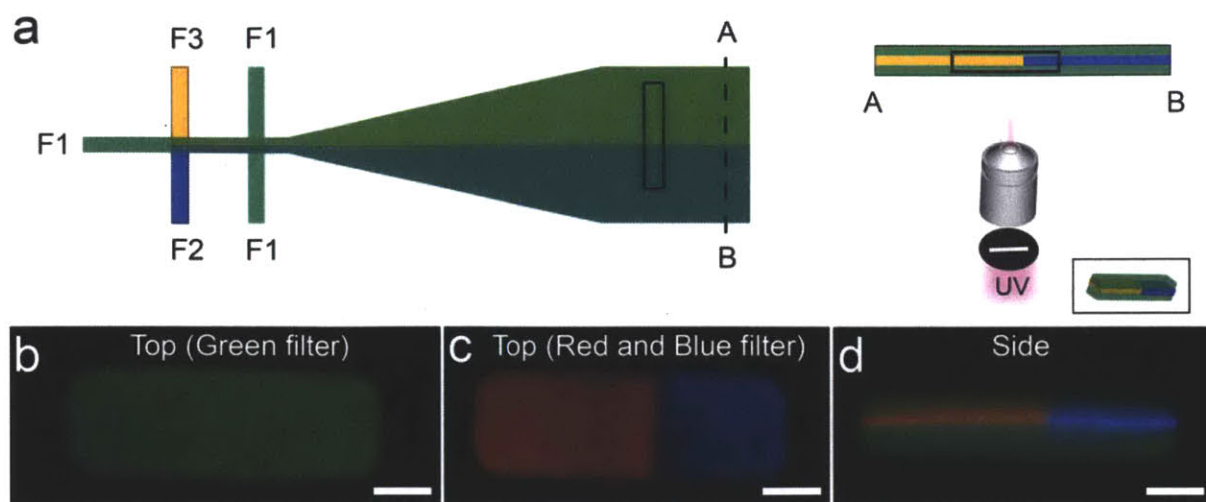 a
F3 F1
F1
F2 F1
A
B
A B
UV
b Top (Green filter)
c Top (Red and Blue filter)
d Side